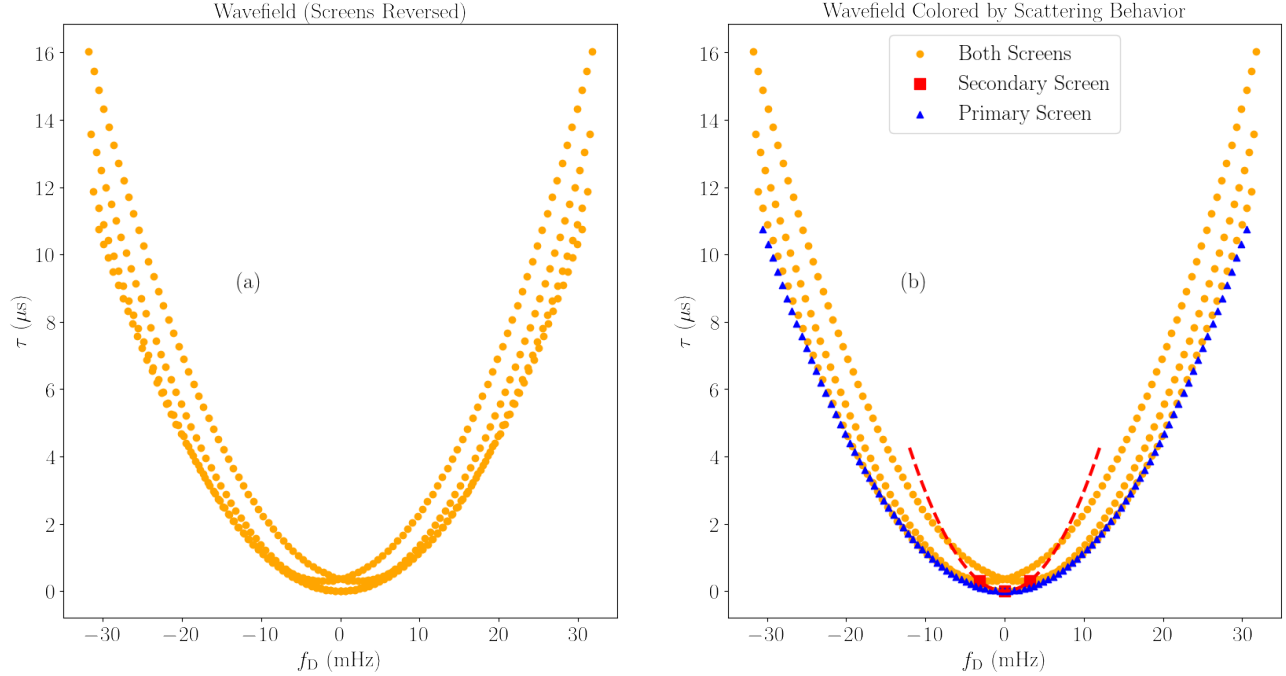 Wavefield (Screens Reversed)
16
14
12
10
8
6
4
2
0
τ (μs)
(a)
−30
−20
−10
0
10
20
30
f_D (mHz)
Wavefield Colored by Scattering Behavior
Both Screens
Secondary Screen
Primary Screen
16
14
12
10
8
6
4
2
0
τ (μs)
(b)
−30
−20
−10
0
10
20
30
f_D (mHz)